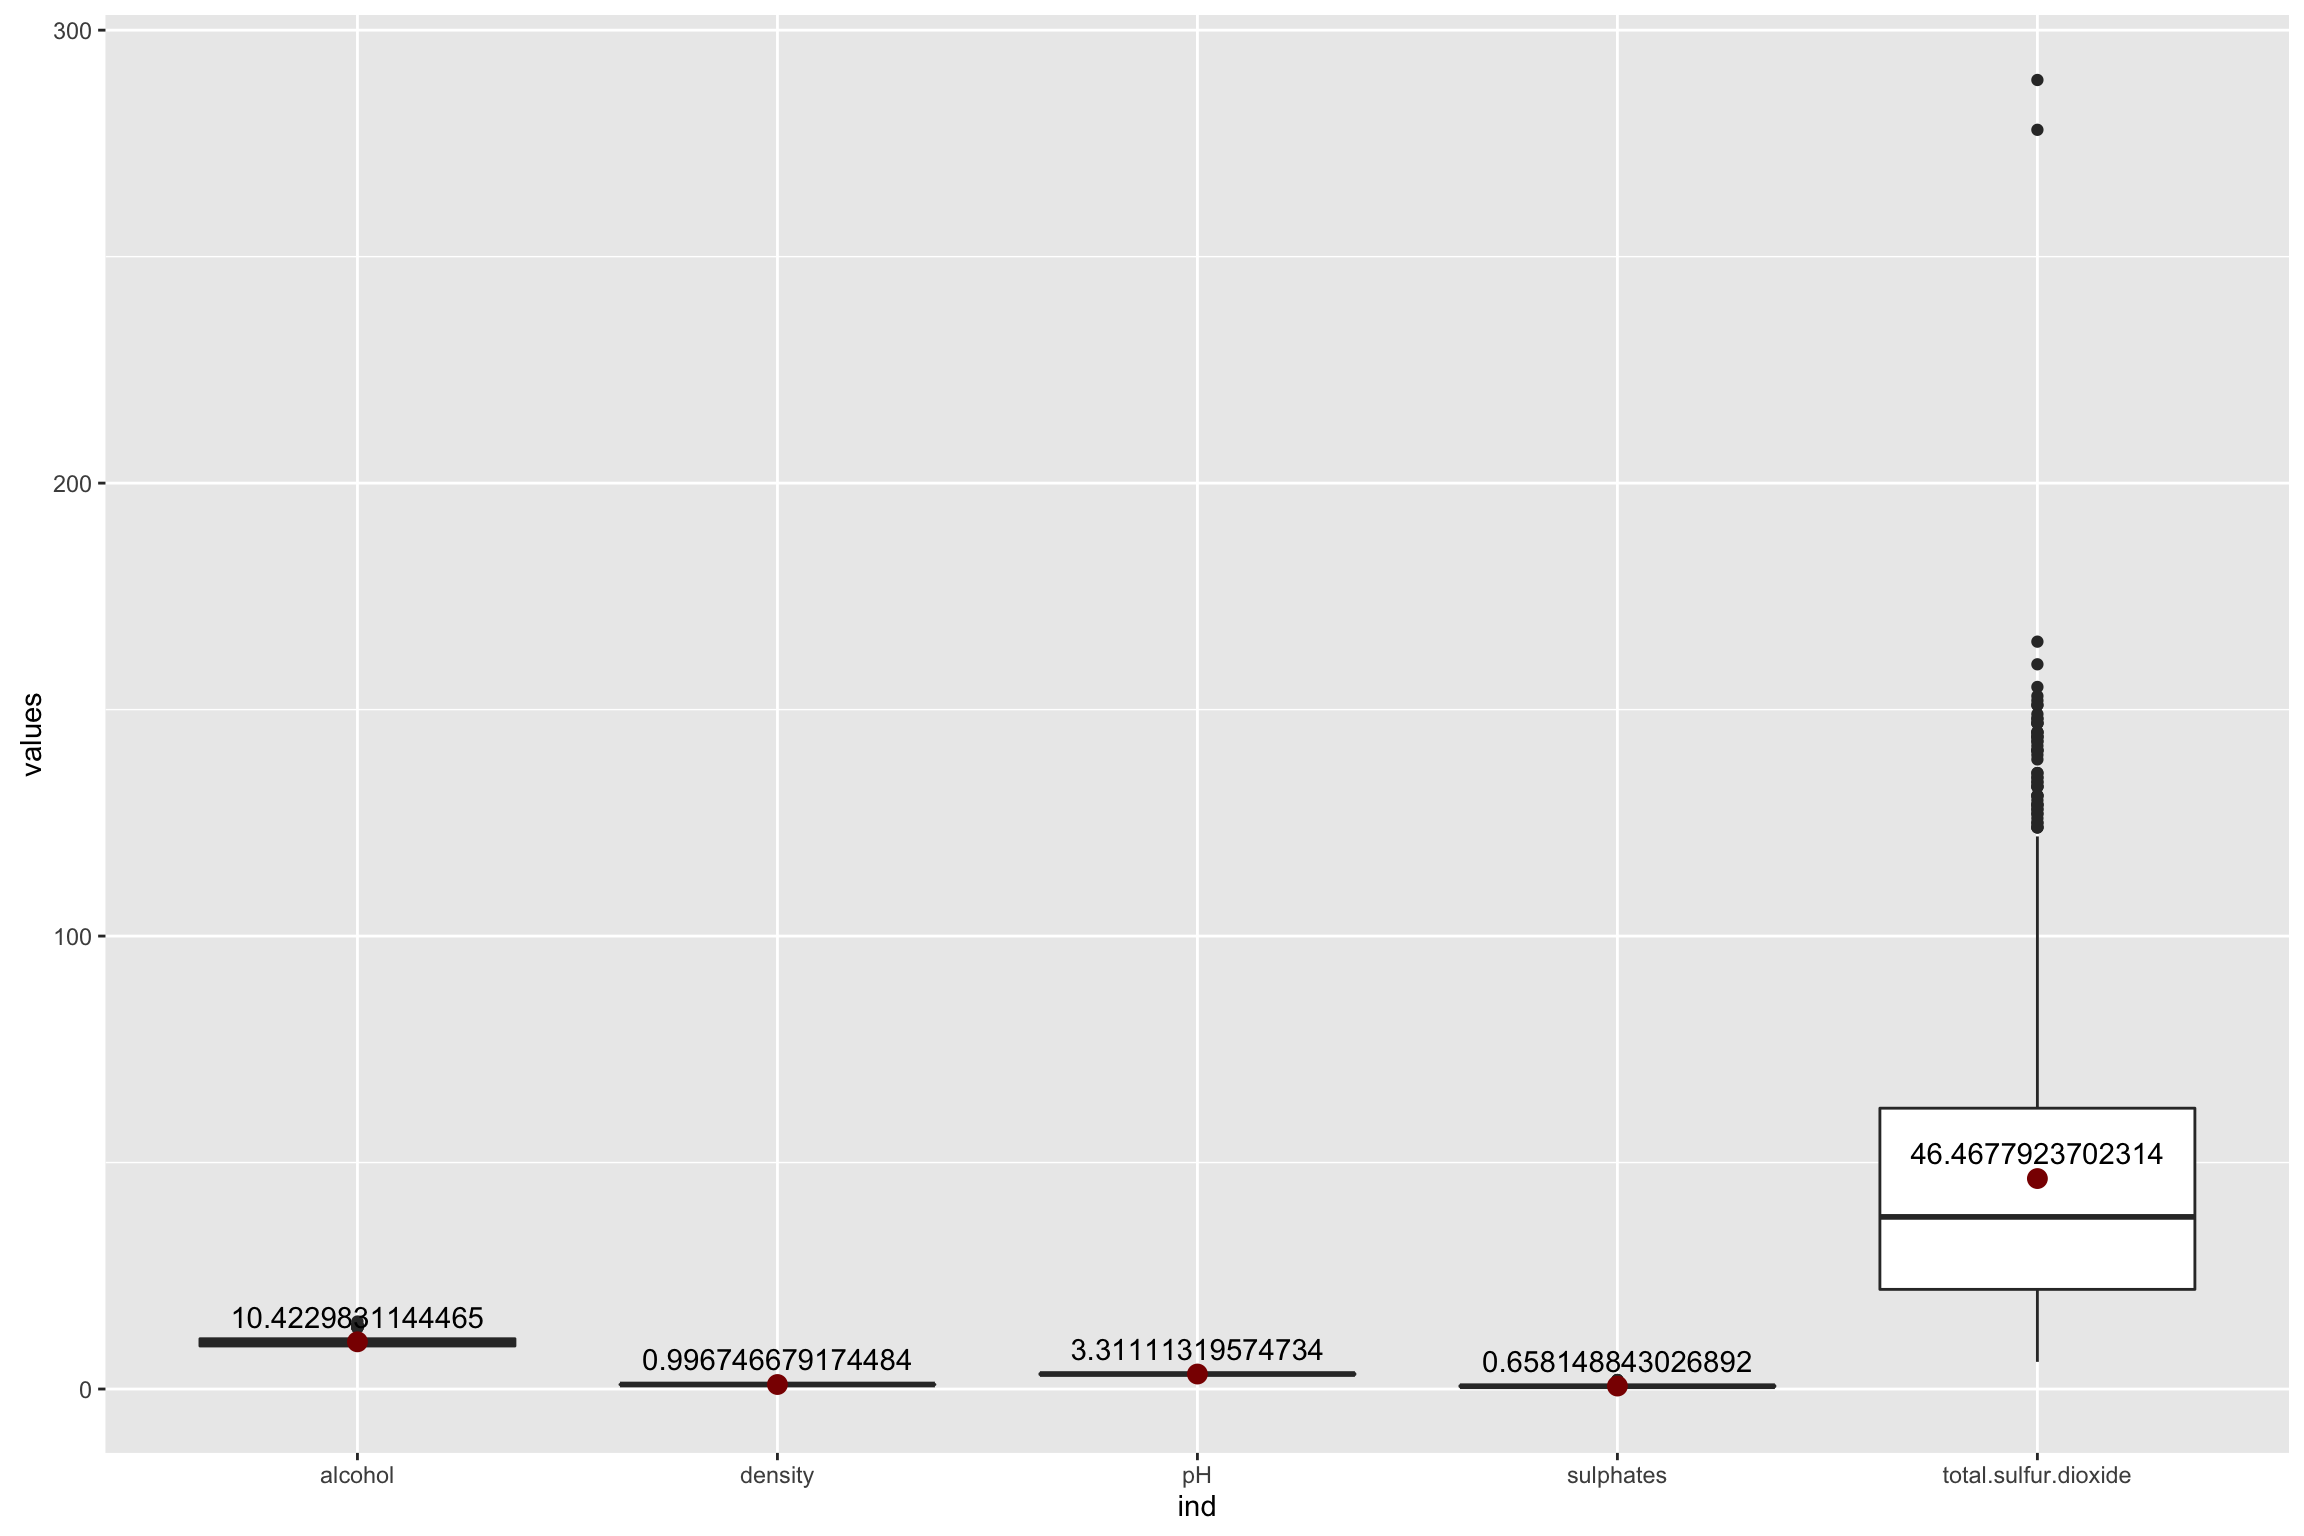 300
200
100
0
values
46.4677923702314
10.4229831144465
3.31111319574734
0.996746679174484
0.658148843026892
alcohol
density
pH
sulphates
total.sulfur.dioxide
ind